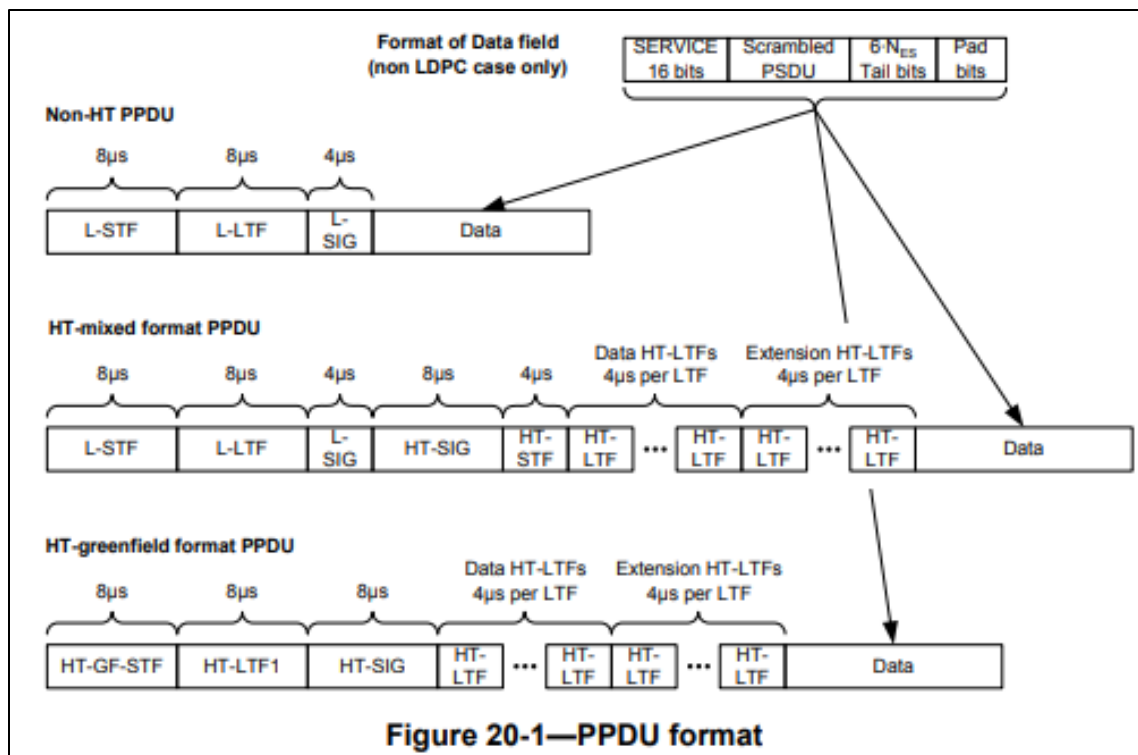 Format of Data field
(non LDPC case only)
SERVICE
16 bits
Scrambled
PSDU
6·N_ES
Tail bits
Pad
bits
Non-HT PPDU
8µs
8µs
4µs
L-STF
L-LTF
L-
SIG
Data
HT-mixed format PPDU
Data HT-LTFs
4µs per LTF
Extension HT-LTFs
4µs per LTF
8µs
8µs
4µs
8µs
4µs
L-STF
L-LTF
L-
SIG
HT-SIG
HT-
STF
HT-
LTF
•••
HT-
LTF
HT-
LTF
•••
HT-
LTF
Data
HT-greenfield format PPDU
Data HT-LTFs
4µs per LTF
Extension HT-LTFs
4µs per LTF
8µs
8µs
8µs
HT-GF-STF
HT-LTF1
HT-SIG
HT-
LTF
•••
HT-
LTF
HT-
LTF
•••
HT-
LTF
Data
Figure 20-1—PPDU format